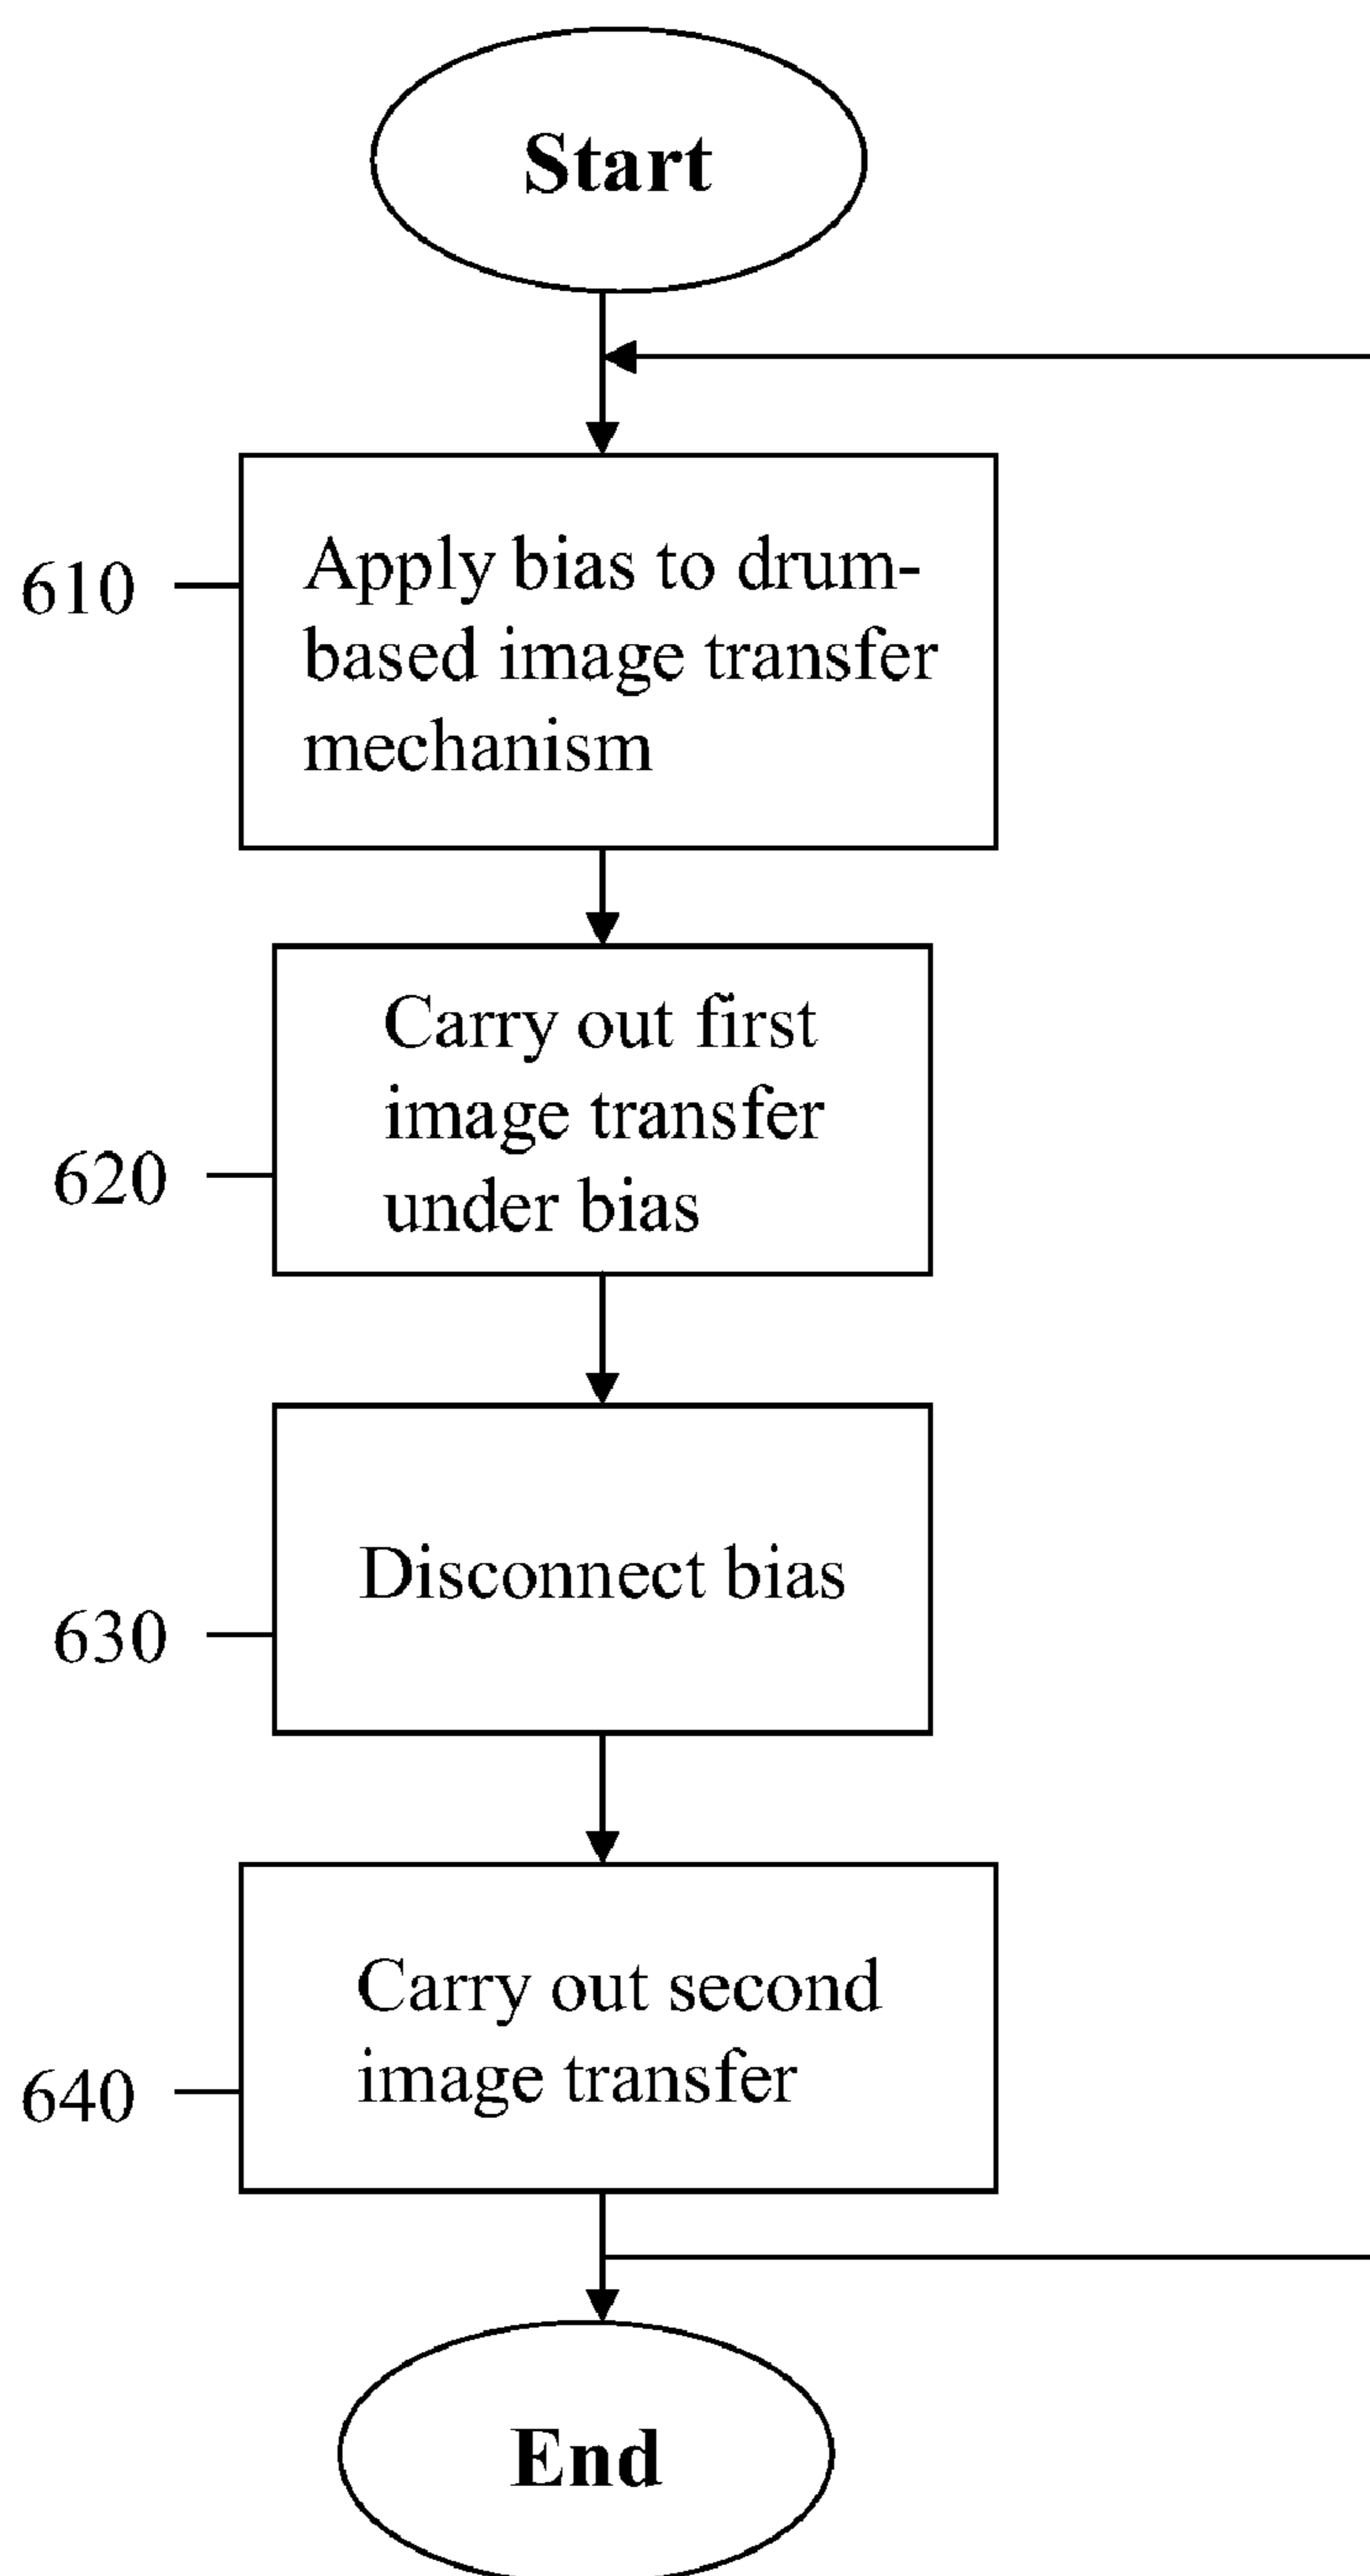 Start
610
Apply bias to drum-
based image transfer
mechanism
620
Carry out first
image transfer
under bias
630
Disconnect bias
640
Carry out second
image transfer
End